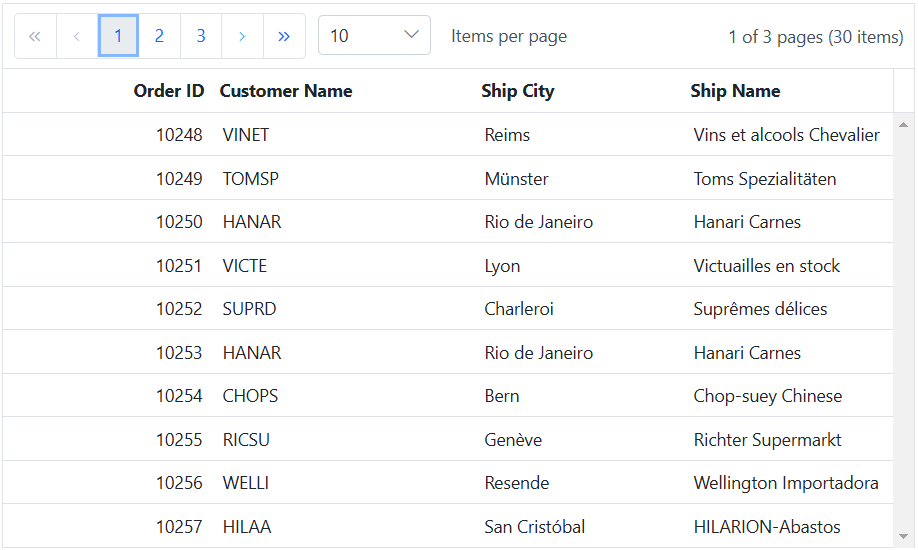 « ‹ 1 2 3 › » 10 Items per page 1 of 3 pages (30 items)
Order ID Customer Name Ship City Ship Name
10248 VINET Reims Vins et alcools Chevalier
10249 TOMSP Münster Toms Spezialitäten
10250 HANAR Rio de Janeiro Hanari Carnes
10251 VICTE Lyon Victuailles en stock
10252 SUPRD Charleroi Suprêmes délices
10253 HANAR Rio de Janeiro Hanari Carnes
10254 CHOPS Bern Chop-suey Chinese
10255 RICSU Genève Richter Supermarkt
10256 WELLI Resende Wellington Importadora
10257 HILAA San Cristóbal HILARION-Abastos